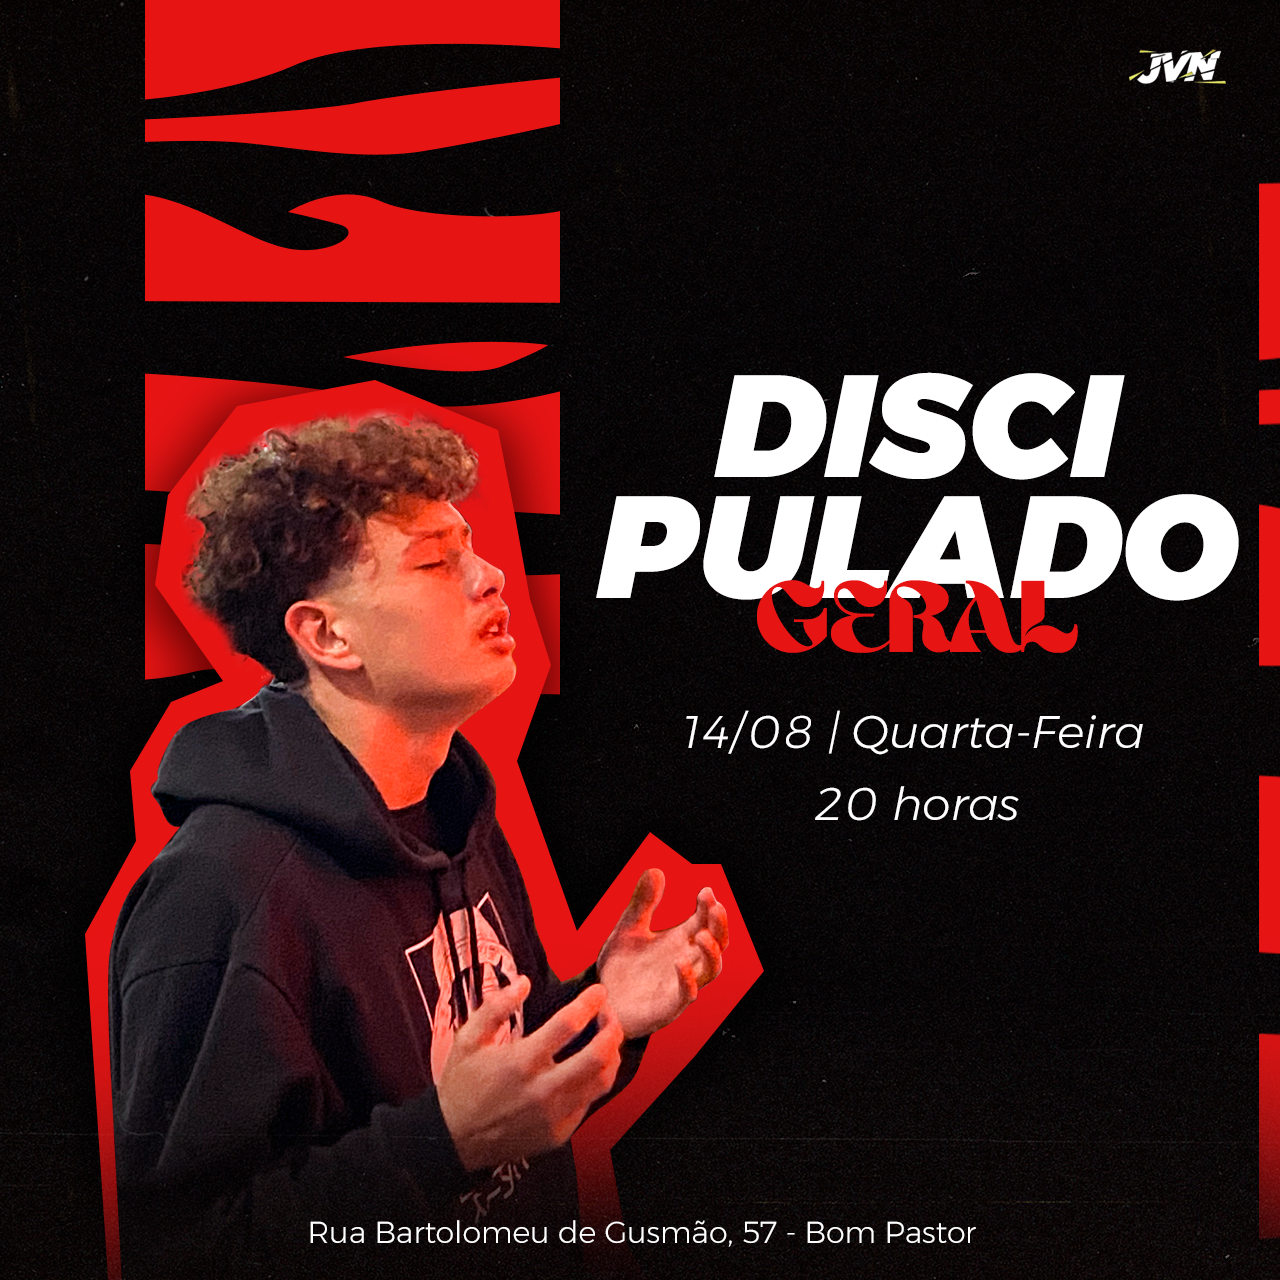 JVN
DISCI
PULADO
GERAL
14/08 | Quarta-Feira
20 horas
Rua Bartolomeu de Gusmão, 57 - Bom Pastor